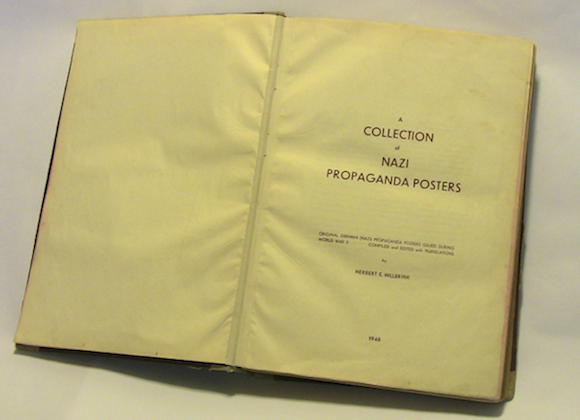 A
COLLECTION
of
NAZI
PROPAGANDA POSTERS
ORIGINAL GERMAN (NAZI) PROPAGANDA POSTERS ISSUED DURING
WORLD WAR II COMPILED and EDITED with TRANSLATIONS
by
HERBERT E.
1948